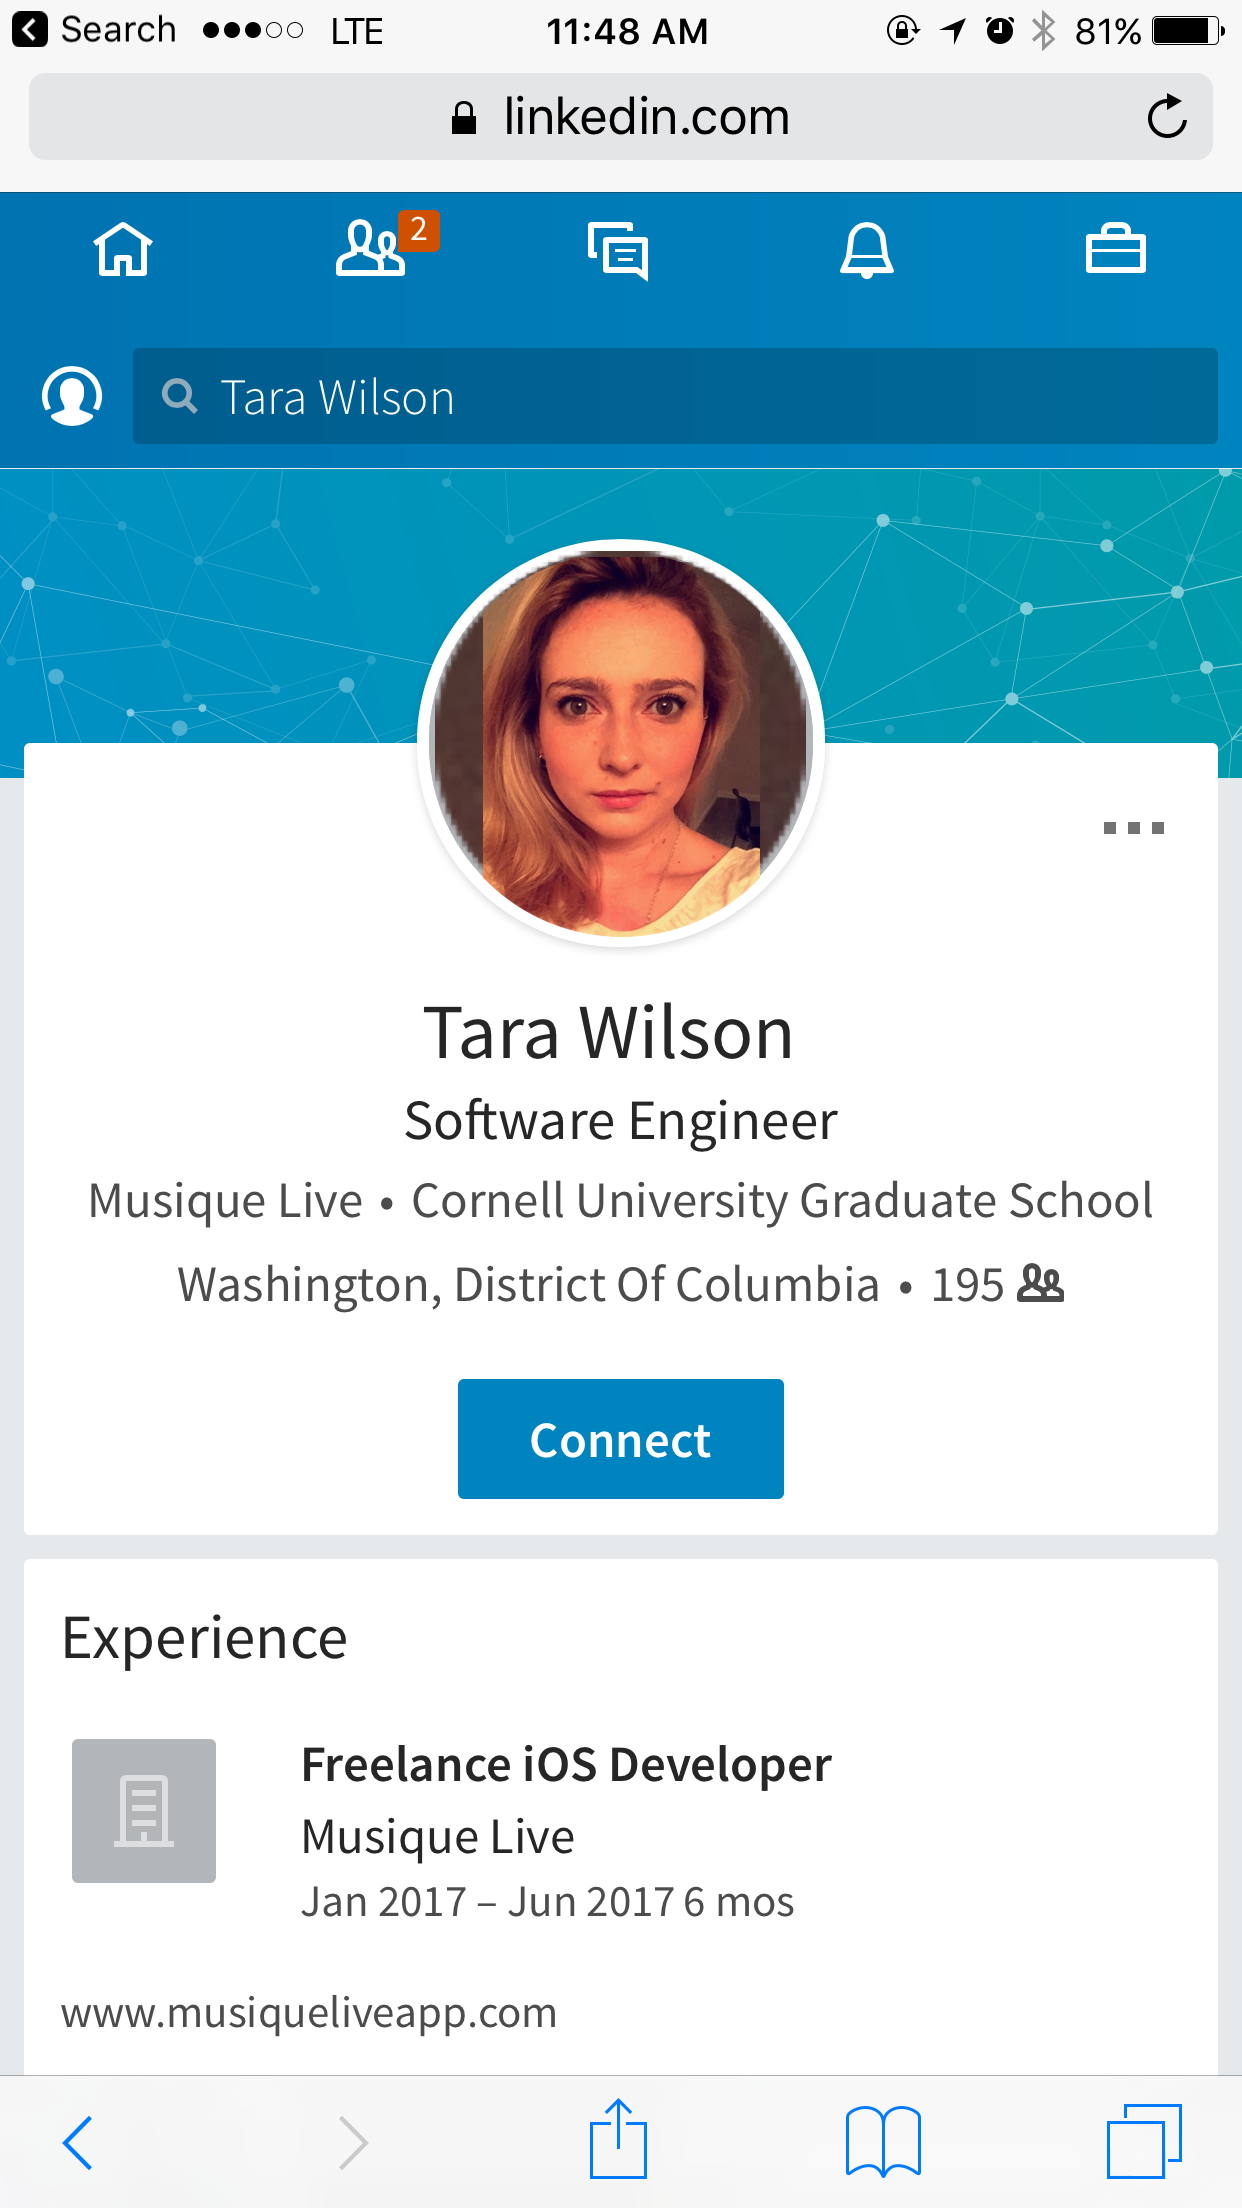 Search LTE 11:48 AM 81%
linkedin.com
2
Tara Wilson
Tara Wilson
Software Engineer
Musique Live • Cornell University Graduate School
Washington, District Of Columbia • 195
Connect
Experience
Freelance iOS Developer
Musique Live
Jan 2017 – Jun 2017 6 mos
www.musiqueliveapp.com